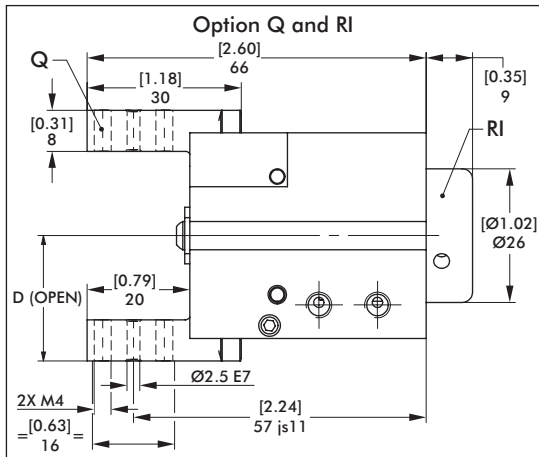 Option Q and RI
[2.60]
66
Q
[1.18]
30
[0.35]
9
[0.31]
8
RI
[Ø1.02]
Ø26
D (OPEN)
[0.79]
20
Ø2.5 E7
2X M4
=[0.63]=
16
[2.24]
57 js11